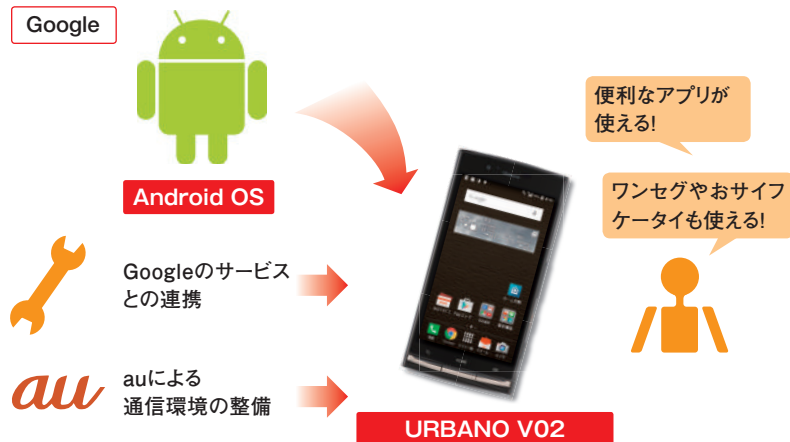 Google
Android OS
便利なアプリが
使える!
ワンセグやおサイフ
ケータイも使える!
Googleのサービス
との連携
au
auによる
通信環境の整備
URBANO V02